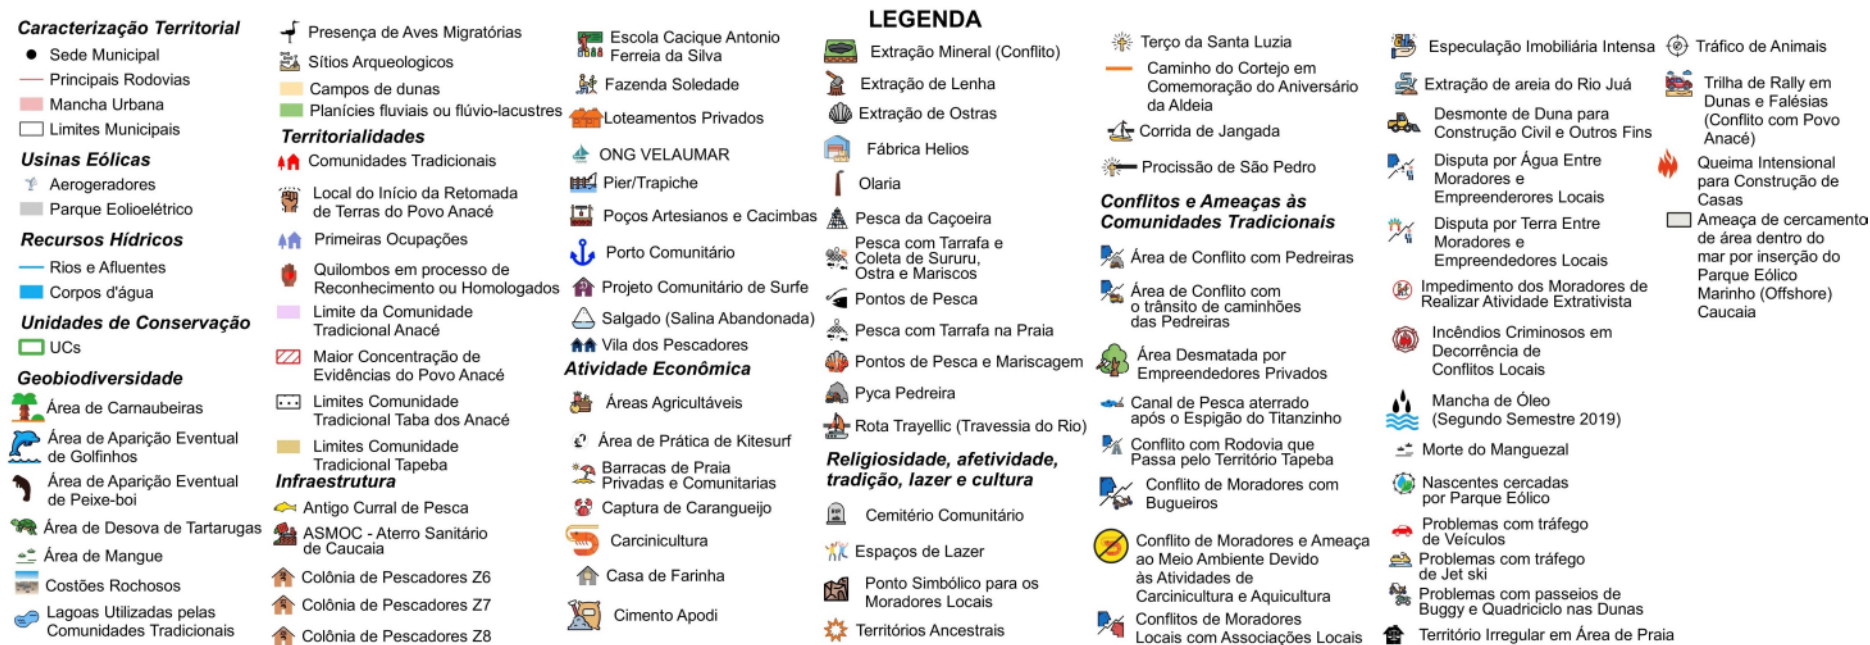 LEGENDA
Caracterização Territorial
Sede Municipal
Principais Rodovias
Mancha Urbana
Limites Municipais
Usinas Eólicas
Aerogeradores
Parque Eolioelétrico
Recursos Hídricos
Rios e Afluentes
Corpos d'água
Unidades de Conservação
UCs
Geobiodiversidade
Área de Carnaubeiras
Área de Aparição Eventual
de Golfinhos
Área de Aparição Eventual
de Peixe-boi
Área de Desova de Tartarugas
Área de Mangue
Costões Rochosos
Lagoas Utilizadas pelas
Comunidades Tradicionais
Presença de Aves Migratórias
Sítios Arqueologicos
Campos de dunas
Planícies fluviais ou flúvio-lacustres
Territorialidades
Comunidades Tradicionais
Local do Início da Retomada
de Terras do Povo Anacé
Primeiras Ocupações
Quilombos em processo de
Reconhecimento ou Homologados
Limite da Comunidade
Tradicional Anacé
Maior Concentração de
Evidências do Povo Anacé
Limites Comunidade
Tradicional Taba dos Anacé
Limites Comunidade
Tradicional Tapeba
Infraestrutura
Antigo Curral de Pesca
ASMOC - Aterro Sanitário
de Caucaia
Colônia de Pescadores Z6
Colônia de Pescadores Z7
Colônia de Pescadores Z8
Escola Cacique Antonio
Ferreia da Silva
Fazenda Soledade
Loteamentos Privados
ONG VELAUMAR
Pier/Trapiche
Poços Artesianos e Cacimbas
Porto Comunitário
Projeto Comunitário de Surfe
Salgado (Salina Abandonada)
Vila dos Pescadores
Atividade Econômica
Áreas Agricultáveis
Área de Prática de Kitesurf
Barracas de Praia
Privadas e Comunitarias
Captura de Carangueijo
Carcinicultura
Casa de Farinha
Cimento Apodi
Extração Mineral (Conflito)
Extração de Lenha
Extração de Ostras
Fábrica Helios
Olaria
Pesca da Caçoeira
Pesca com Tarrafa e
Coleta de Sururu,
Ostra e Mariscos
Pontos de Pesca
Pesca com Tarrafa na Praia
Pontos de Pesca e Mariscagem
Pyca Pedreira
Rota Trayellic (Travessia do Rio)
Religiosidade, afetividade,
tradição, lazer e cultura
Cemitério Comunitário
Espaços de Lazer
Ponto Simbólico para os
Moradores Locais
Territórios Ancestrais
Terço da Santa Luzia
Caminho do Cortejo em
Comemoração do Aniversário
da Aldeia
Corrida de Jangada
Procissão de São Pedro
Conflitos e Ameaças às
Comunidades Tradicionais
Área de Conflito com Pedreiras
Área de Conflito com
o trânsito de caminhões
das Pedreiras
Área Desmatada por
Empreendedores Privados
Canal de Pesca aterrado
após o Espigão do Titanzinho
Conflito com Rodovia que
Passa pelo Território Tapeba
Conflito de Moradores com
Bugueiros
Conflito de Moradores e Ameaça
ao Meio Ambiente Devido
às Atividades de
Carcinicultura e Aquicultura
Conflitos de Moradores
Locais com Associações Locais
Especulação Imobiliária Intensa
Extração de areia do Rio Juá
Desmonte de Duna para
Construção Civil e Outros Fins
Disputa por Água Entre
Moradores e
Empreenderores Locais
Disputa por Terra Entre
Moradores e
Empreendedores Locais
Impedimento dos Moradores de
Realizar Atividade Extrativista
Incêndios Criminosos em
Decorrência de
Conflitos Locais
Mancha de Óleo
(Segundo Semestre 2019)
Morte do Manguezal
Nascentes cercadas
por Parque Eólico
Problemas com tráfego
de Veículos
Problemas com tráfego
de Jet ski
Problemas com passeios de
Buggy e Quadriciclo nas Dunas
Território Irregular em Área de Praia
Tráfico de Animais
Trilha de Rally em
Dunas e Falésias
(Conflito com Povo
Anacé)
Queima Intensional
para Construção de
Casas
Ameaça de cercamento
de área dentro do
mar por inserção do
Parque Eólico
Marinho (Offshore)
Caucaia